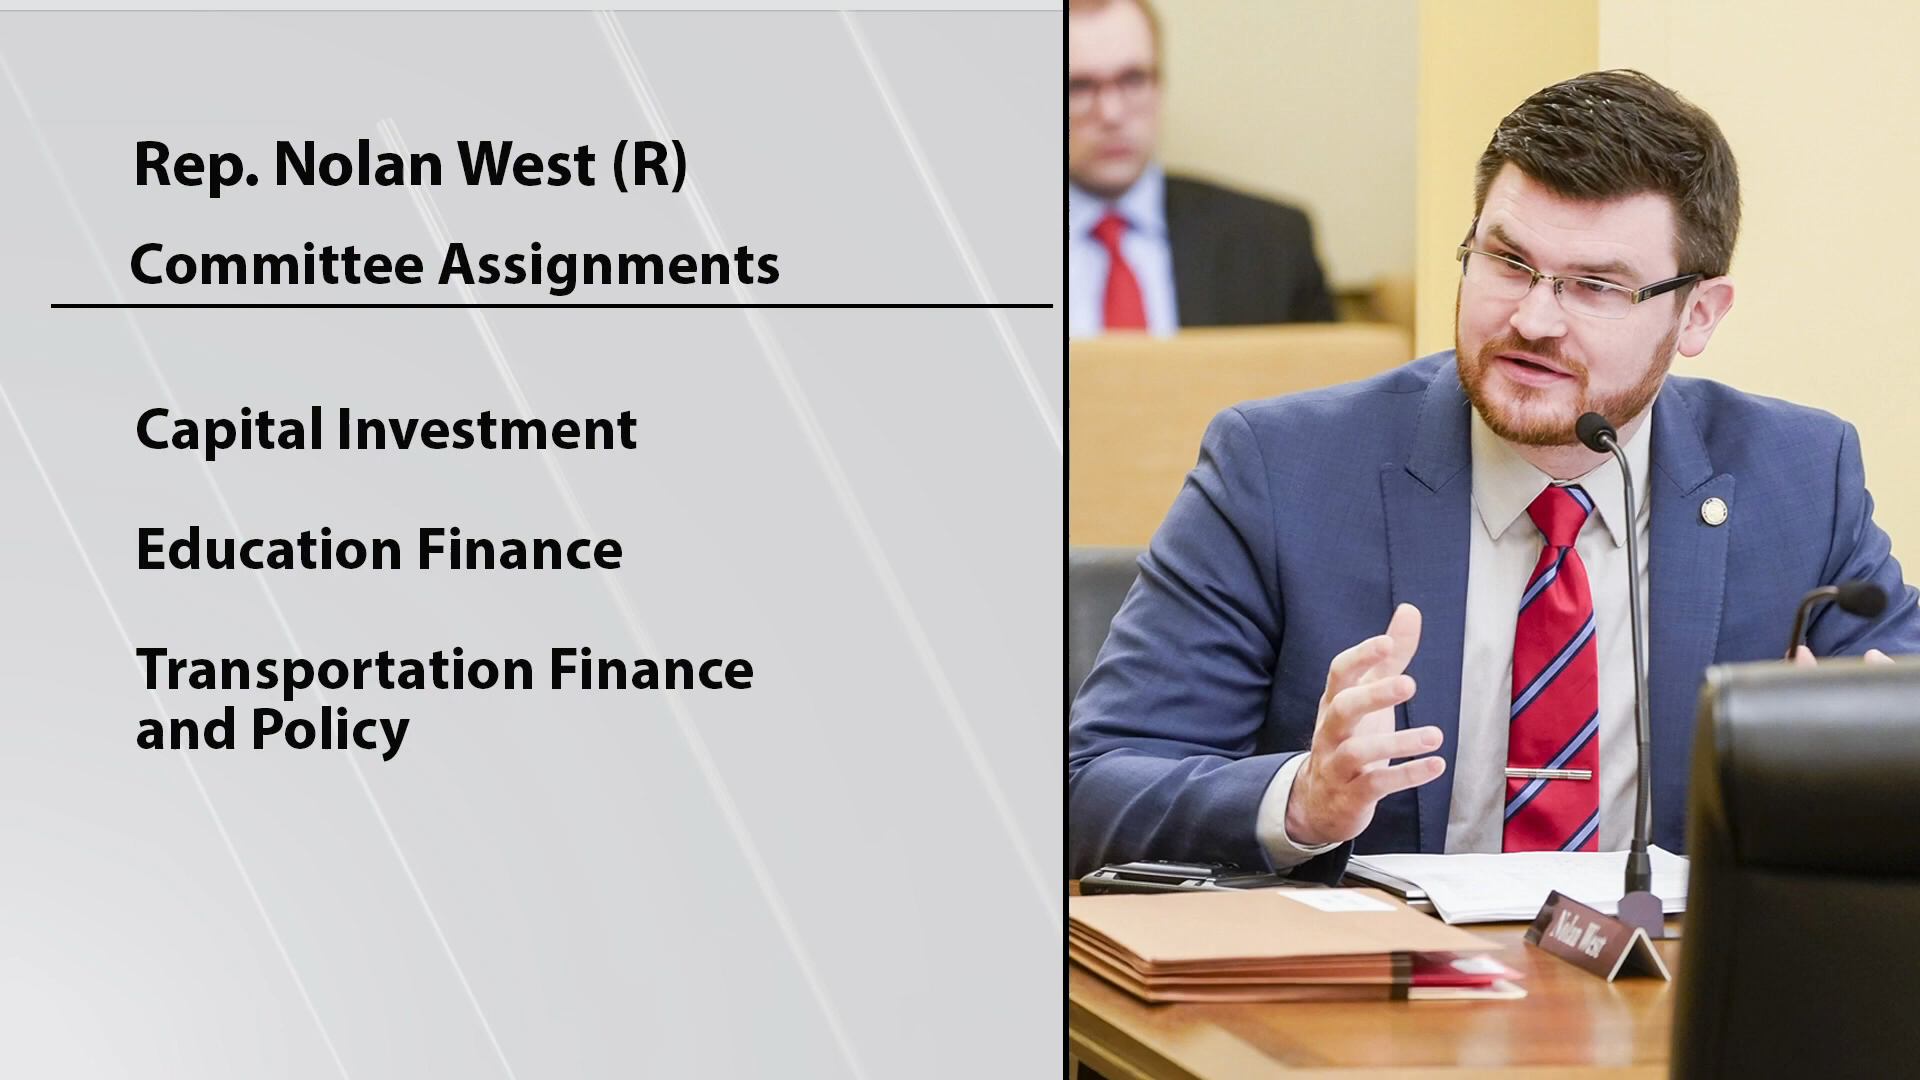 Rep. Nolan West (R)
Committee Assignments
Capital Investment
Education Finance
Transportation Finance
and Policy
Nolan West